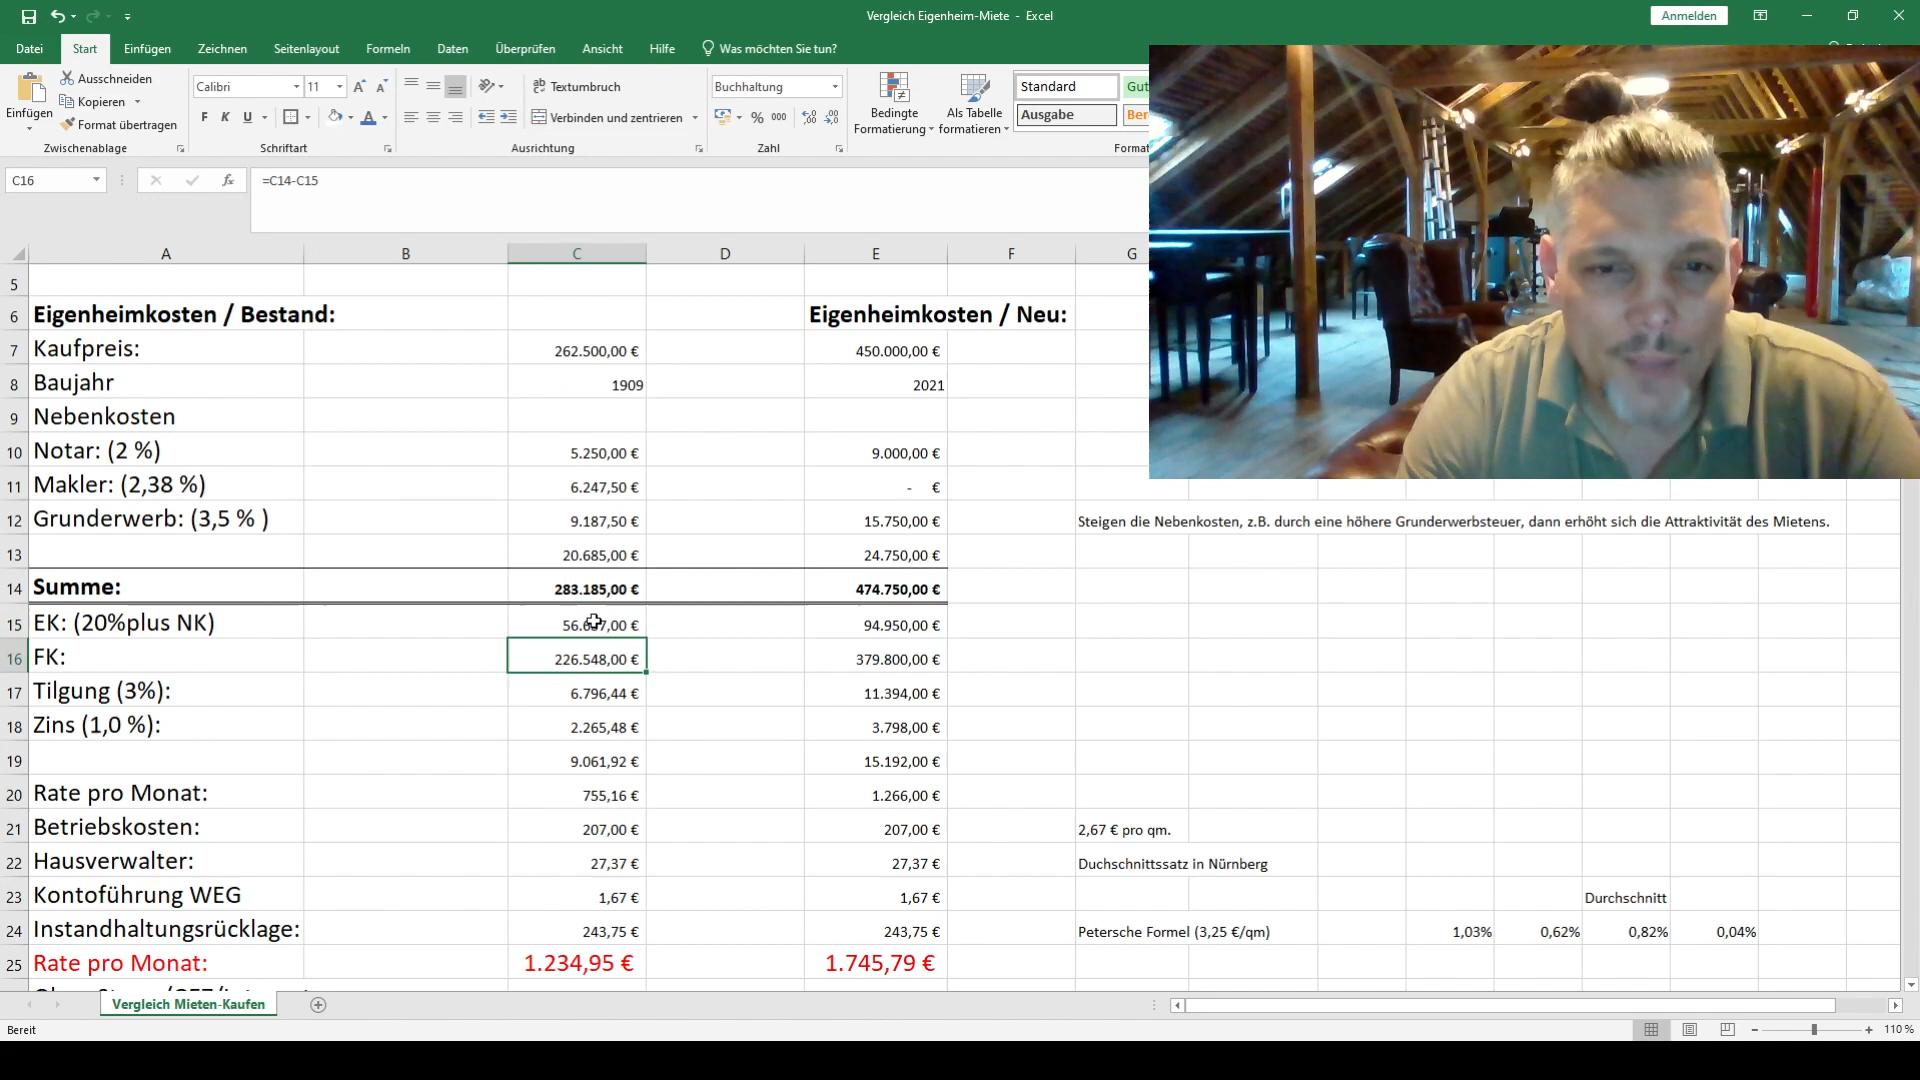 Vergleich Eigenheim-Miete - Excel
Anmelden
Datei Start Einfügen Zeichnen Seitenlayout Formeln Daten Überprüfen Ansicht Hilfe Was möchten Sie tun?
Einfügen
Ausschneiden
Kopieren
Format übertragen
Zwischenablage
Calibri 11
F K U
Schriftart
Textumbruch
Verbinden und zentrieren
Ausrichtung
Buchhaltung
% 000
Zahl
Bedingte Formatierung
Als Tabelle formatieren
Standard Gut
Ausgabe Ber
Format
C16 fx =C14-C15
A B C D E F G
5
6 Eigenheimkosten / Bestand: Eigenheimkosten / Neu:
7 Kaufpreis: 262.500,00 € 450.000,00 €
8 Baujahr 1909 2021
9 Nebenkosten
10 Notar: (2 %) 5.250,00 € 9.000,00 €
11 Makler: (2,38 %) 6.247,50 € - €
12 Grunderwerb: (3,5 % ) 9.187,50 € 15.750,00 € Steigen die Nebenkosten, z.B. durch eine höhere Grunderwerbsteuer, dann erhöht sich die Attraktivität des Mietens.
13 20.685,00 € 24.750,00 €
14 Summe: 283.185,00 € 474.750,00 €
15 EK: (20%plus NK) 94.950,00 €
16 FK: 226.548,00 € 379.800,00 €
17 Tilgung (3%): 6.796,44 € 11.394,00 €
18 Zins (1,0 %): 2.265,48 € 3.798,00 €
19 9.061,92 € 15.192,00 €
20 Rate pro Monat: 755,16 € 1.266,00 €
21 Betriebskosten: 207,00 € 207,00 € 2,67 € pro qm.
22 Hausverwalter: 27,37 € 27,37 € Duchschnittssatz in Nürnberg
23 Kontoführung WEG 1,67 € 1,67 € Durchschnitt
24 Instandhaltungsrücklage: 243,75 € 243,75 € Petersche Formel (3,25 €/qm) 1,03% 0,62% 0,82% 0,04%
25 Rate pro Monat: 1.234,95 € 1.745,79 €
Vergleich Mieten-Kaufen
Bereit
110 %